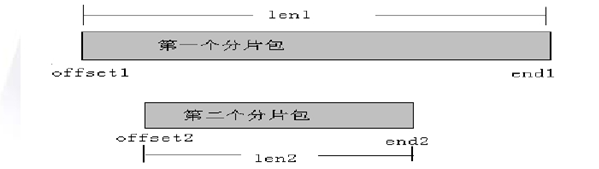 len1
第一个分片包
offset1 end1
第二个分片包
offset2 end2
len2